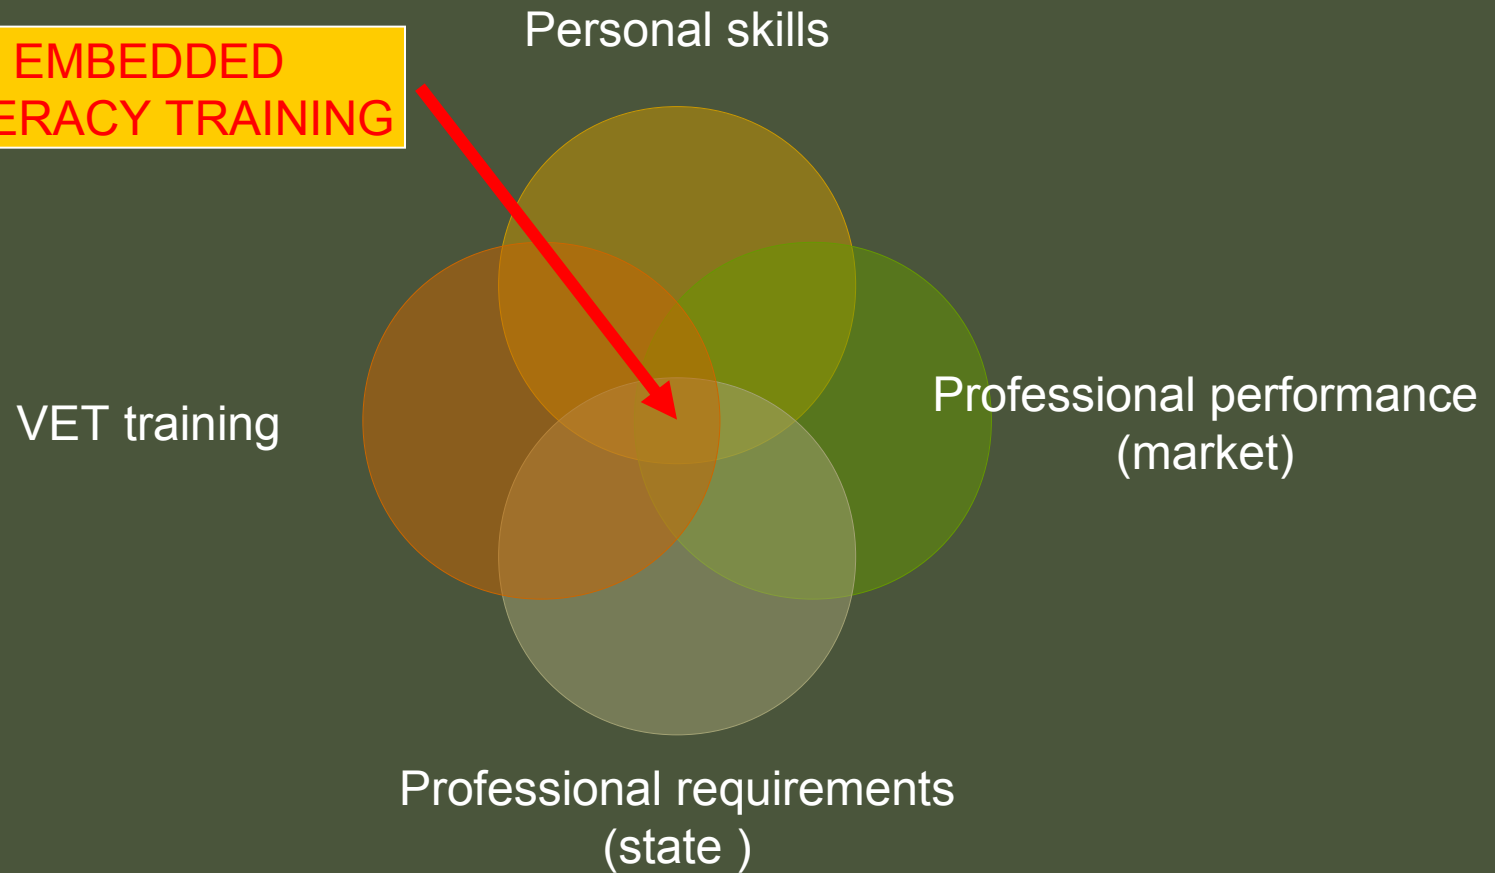 Personal skills
EMBEDDED
ERACY TRAINING
VET training
Professional performance
(market)
Professional requirements
(state )